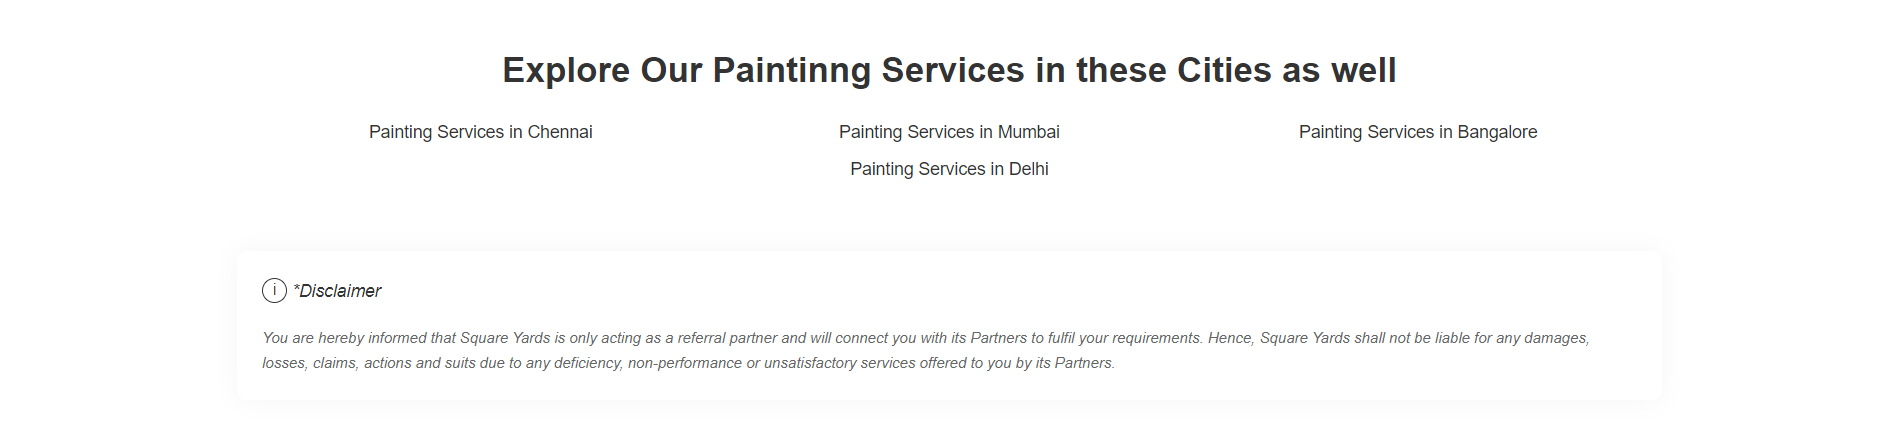 Explore Our Paintinng Services in these Cities as well
Painting Services in Chennai
Painting Services in Mumbai
Painting Services in Bangalore
Painting Services in Delhi
i *Disclaimer
You are hereby informed that Square Yards is only acting as a referral partner and will connect you with its Partners to fulfil your requirements. Hence, Square Yards shall not be liable for any damages,
losses, claims, actions and suits due to any deficiency, non-performance or unsatisfactory services offered to you by its Partners.